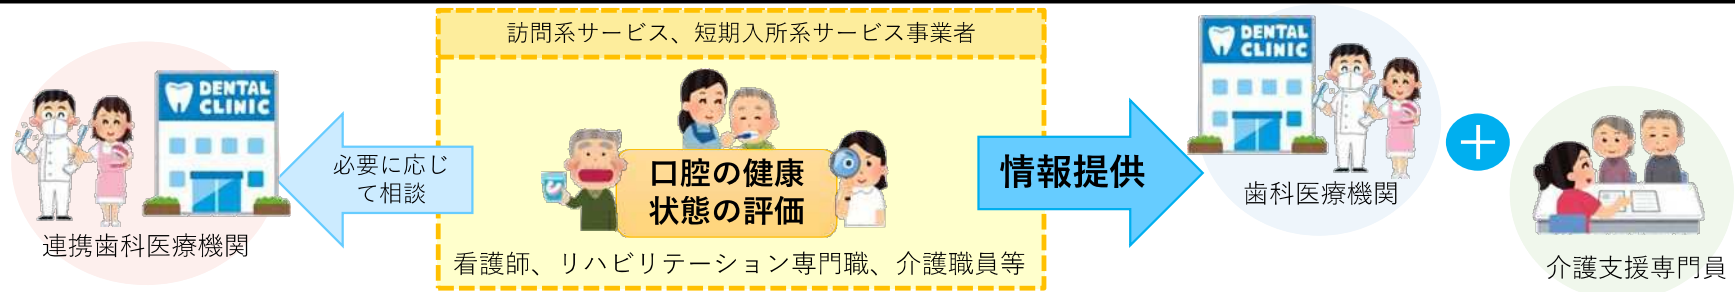 DENTAL
CLINIC
連携歯科医療機関
必要に応じ
て相談
訪問系サービス、短期入所系サービス事業者
口腔の健康
状態の評価
看護師、リハビリテーション専門職、介護職員等
情報提供
DENTAL
CLINIC
歯科医療機関
+
介護支援専門員